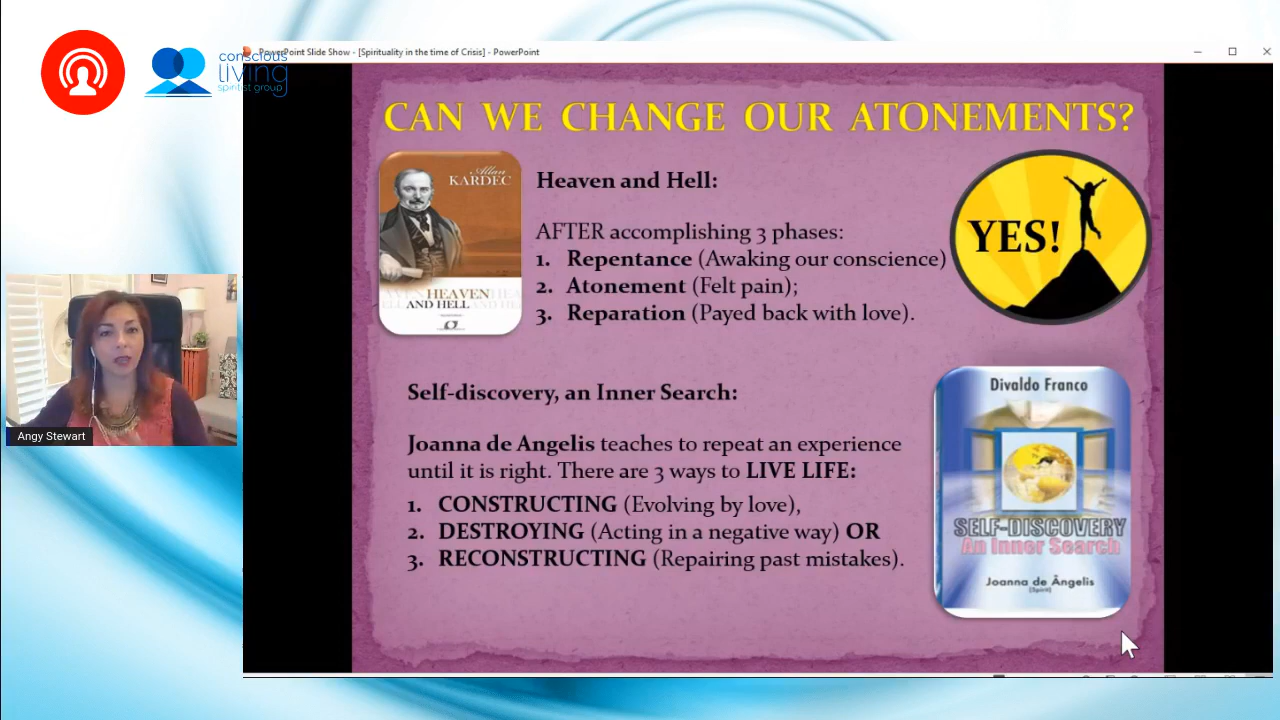 conscious
living
spiritist group
PowerPoint Slide Show - [Spirituality in the time of Crisis] - PowerPoint
CAN WE CHANGE OUR ATONEMENTS?
Allan
KARDEC
HEAVEN
AND HELL
Heaven and Hell:
AFTER accomplishing 3 phases:
1. Repentance (Awaking our conscience)
2. Atonement (Felt pain);
3. Reparation (Payed back with love).
YES!
Angy Stewart
Self-discovery, an Inner Search:
Joanna de Angelis teaches to repeat an experience
until it is right. There are 3 ways to LIVE LIFE:
1. CONSTRUCTING (Evolving by love),
2. DESTROYING (Acting in a negative way) OR
3. RECONSTRUCTING (Repairing past mistakes).
Divaldo Franco
SELF-DISCOVERY
An Inner Search
Joanna de Ângelis
[Spirit]